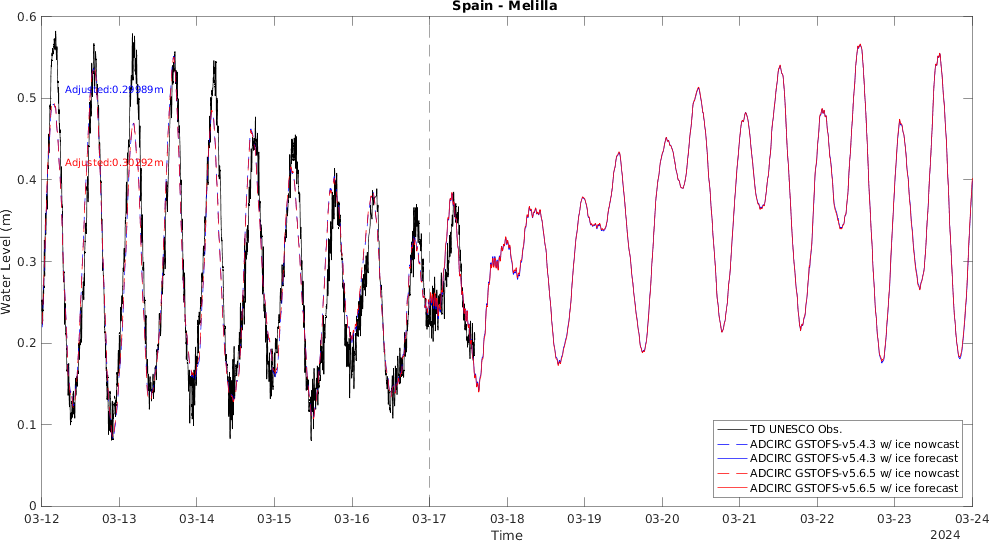 Spain - Melilla
0.6
0.5
0.4
0.3
0.2
0.1
0
Water Level (m)
Adjusted:0.29989m
Adjusted:0.30292m
TD UNESCO Obs.
ADCIRC GSTOFS-v5.4.3 w/ ice nowcast
ADCIRC GSTOFS-v5.4.3 w/ ice forecast
ADCIRC GSTOFS-v5.6.5 w/ ice nowcast
ADCIRC GSTOFS-v5.6.5 w/ ice forecast
03-12 03-13 03-14 03-15 03-16 03-17 03-18 03-19 03-20 03-21 03-22 03-23 03-24
Time
2024